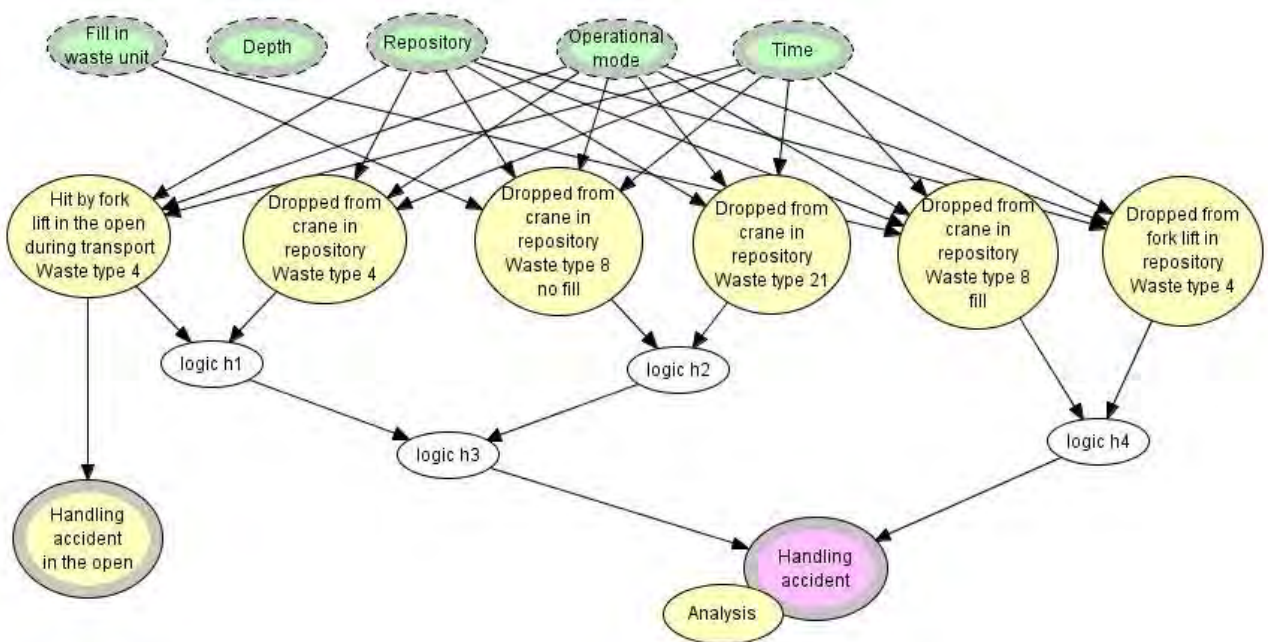 Fill in
waste unit
Depth
Repository
Operational
mode
Time
Hit by fork
lift in the open
during transport
Waste type 4
Dropped from
crane in
repository
Waste type 4
Dropped from
crane in
repository
Waste type 8
no fill
Dropped from
crane in
repository
Waste type 21
Dropped from
crane in
repository
Waste type 8
fill
Dropped from
fork lift in
repository
Waste type 4
logic h1
logic h2
logic h3
logic h4
Handling
accident
in the open
Handling
accident
Analysis